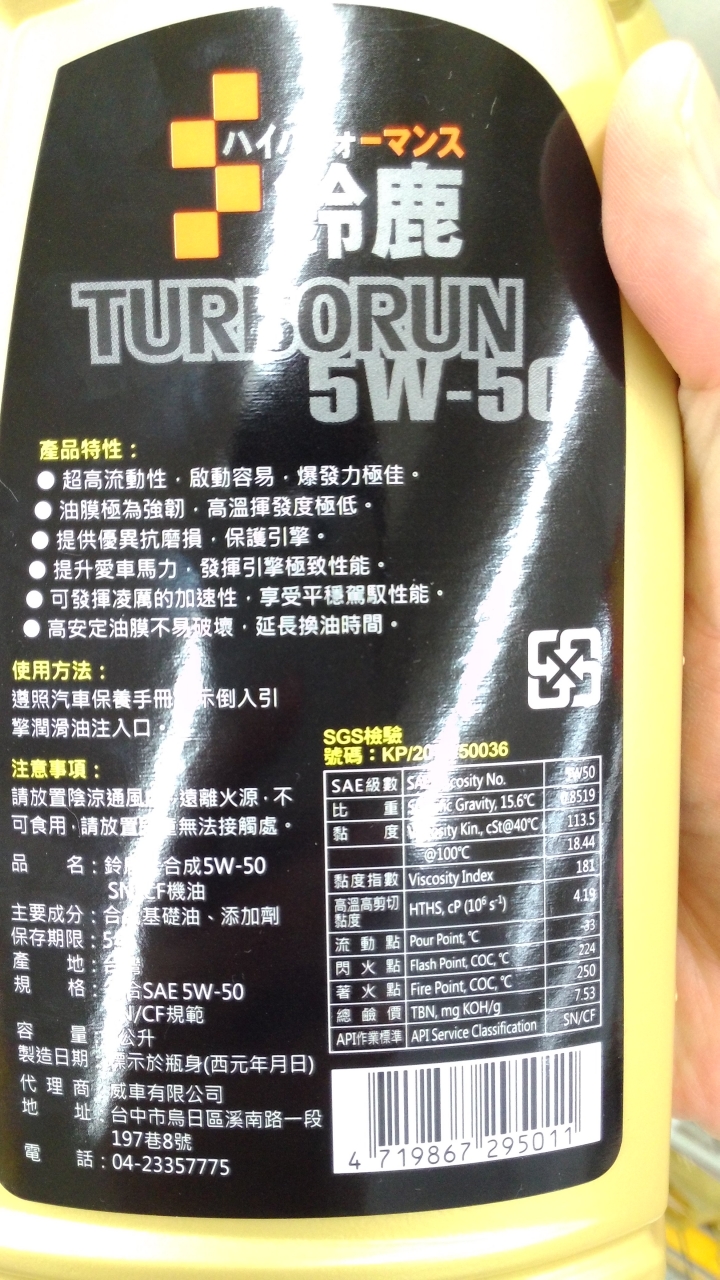 ーマンス
鹿
TURBORUN
5W-50
產品特性：
● 超高流動性，啟動容易，爆發力極佳。
● 油膜極為強韌，高溫揮發度極低。
● 提供優異抗磨損，保護引擎。
● 提升愛車馬力，發揮引擎極致性能。
● 可發揮凌厲的加速性，享受平穩駕馭性能。
● 高安定油膜不易破壞，延長換油時間。
使用方法：
遵照汽車保養手冊 示倒入引
擎潤滑油注入口。
注意事項：
請放置陰涼通風 遠離火源，不
可食用，請放置 無法接觸處。
品名：鈴 合成5W-50
SN CF機油
主要成分：合 基礎油、添加劑
保存期限：5
產地：台灣
規格： 合SAE 5W-50
N/CF規範
容量： 公升
製造日期 標示於瓶身(西元年月日)
代理商 威車有限公司
地址：台中市烏日區溪南路一段
197巷8號
電話：04-23357775
SGS檢驗
號碼：KP/20 50036
SAE級數 SAE Viscosity No. 5W50
比重 Specific Gravity, 15.6℃ 0.8519
黏度 Viscosity Kin., cSt@40℃ 113.5
@100℃ 18.44
黏度指數 Viscosity Index 181
高溫高剪切黏度 HTHS, cP (10⁶ s⁻¹) 4.19
流動點 Pour Point, ℃ -33
閃火點 Flash Point, COC, ℃ 224
著火點 Fire Point, COC, ℃ 250
總鹼價 TBN, mg KOH/g 7.53
API作業標準 API Service Classification SN/CF
4 719867 295011